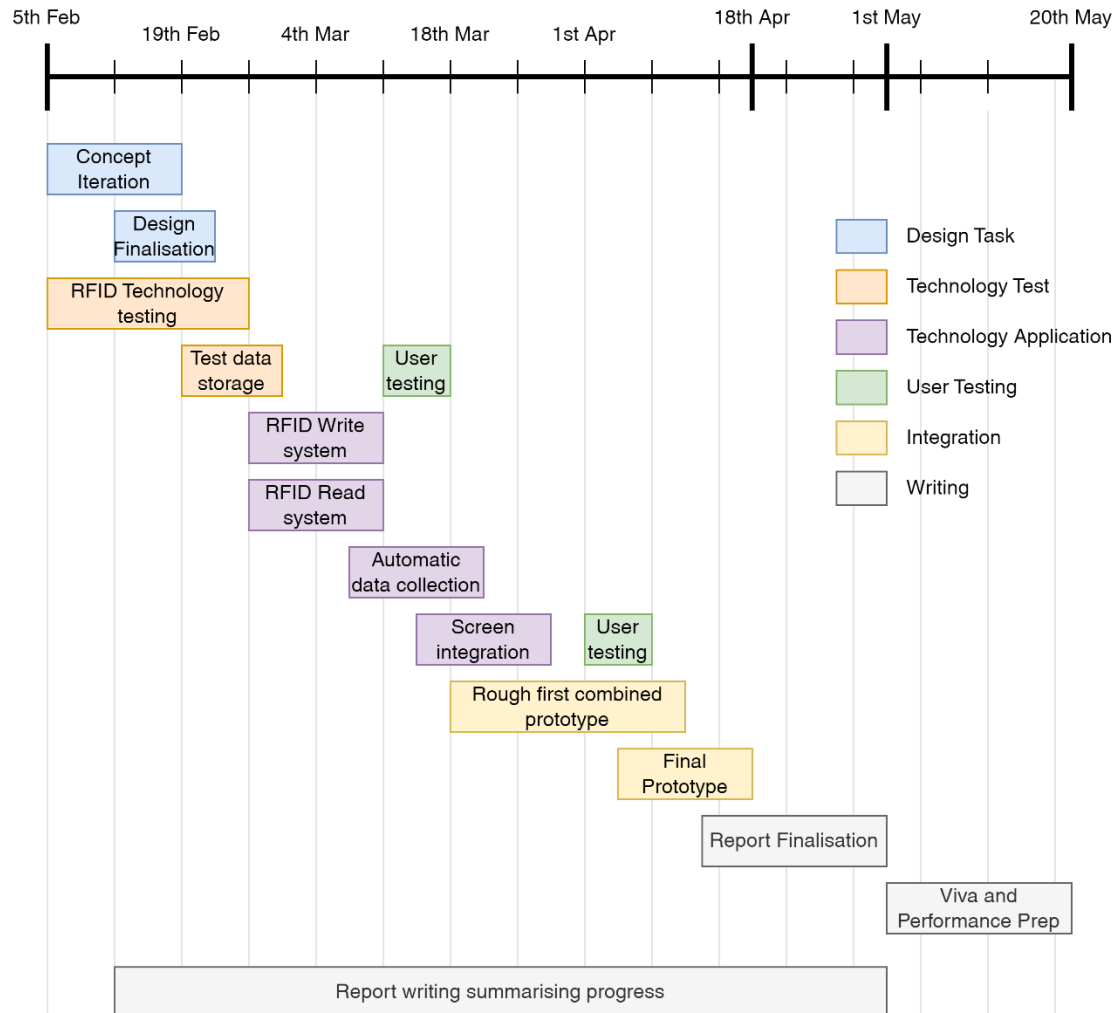 5th Feb
19th Feb
4th Mar
18th Mar
1st Apr
18th Apr
1st May
20th May
Concept
Iteration
Design
Finalisation
RFID Technology
testing
Test data
storage
User
testing
RFID Write
system
RFID Read
system
Automatic
data collection
Screen
integration
User
testing
Rough first combined
prototype
Final
Prototype
Report Finalisation
Viva and
Performance Prep
Report writing summarising progress
Design Task
Technology Test
Technology Application
User Testing
Integration
Writing